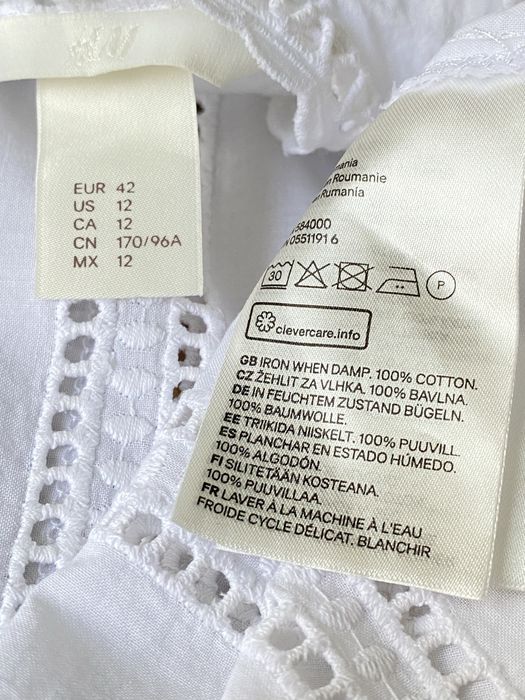 H&M
EUR 42
US 12
CA 12
CN 170/96A
MX 12
Roumanie
Rumanía
584000
0551191 6
30
P
clevercare.info
GB IRON WHEN DAMP. 100% COTTON.
CZ ŽEHLIT ZA VLHKA. 100% BAVLNA.
DE IN FEUCHTEM ZUSTAND BÜGELN.
100% BAUMWOLLE.
EE TRIIKIDA NIISKELT. 100% PUUVILL.
ES PLANCHAR EN ESTADO HÚMEDO.
100% ALGODÓN.
FI SILITETÄÄN KOSTEANA.
100% PUUVILLAA.
FR LAVER À LA MACHINE À L'EAU
FROIDE CYCLE DÉLICAT. BLANCHIR